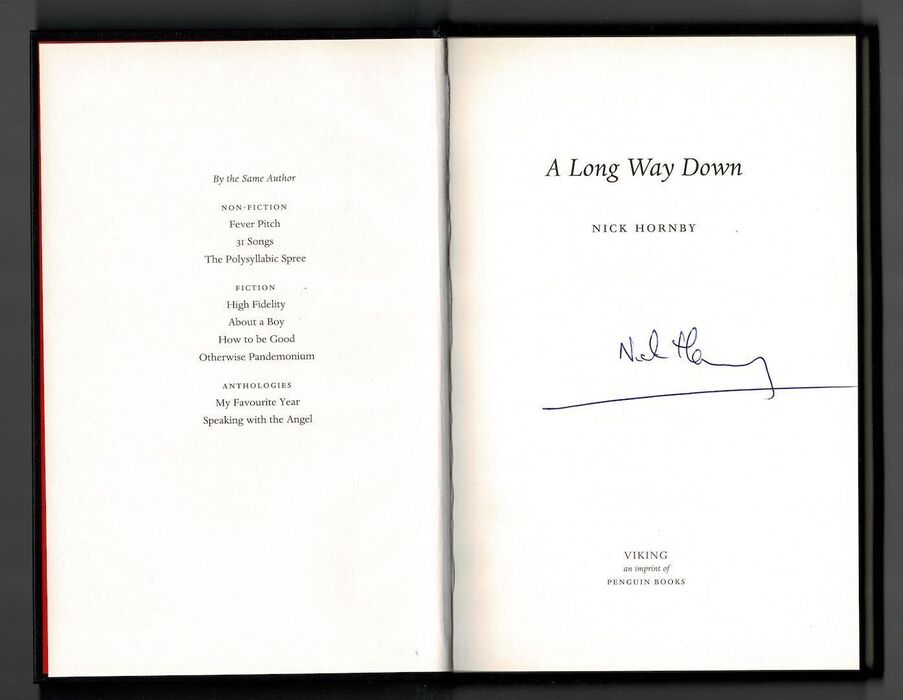 By the Same Author
NON-FICTION
Fever Pitch
31 Songs
The Polysyllabic Spree
FICTION
High Fidelity
About a Boy
How to be Good
Otherwise Pandemonium
ANTHOLOGIES
My Favourite Year
Speaking with the Angel
A Long Way Down
NICK HORNBY
Nick Hornby
VIKING
an imprint of
PENGUIN BOOKS